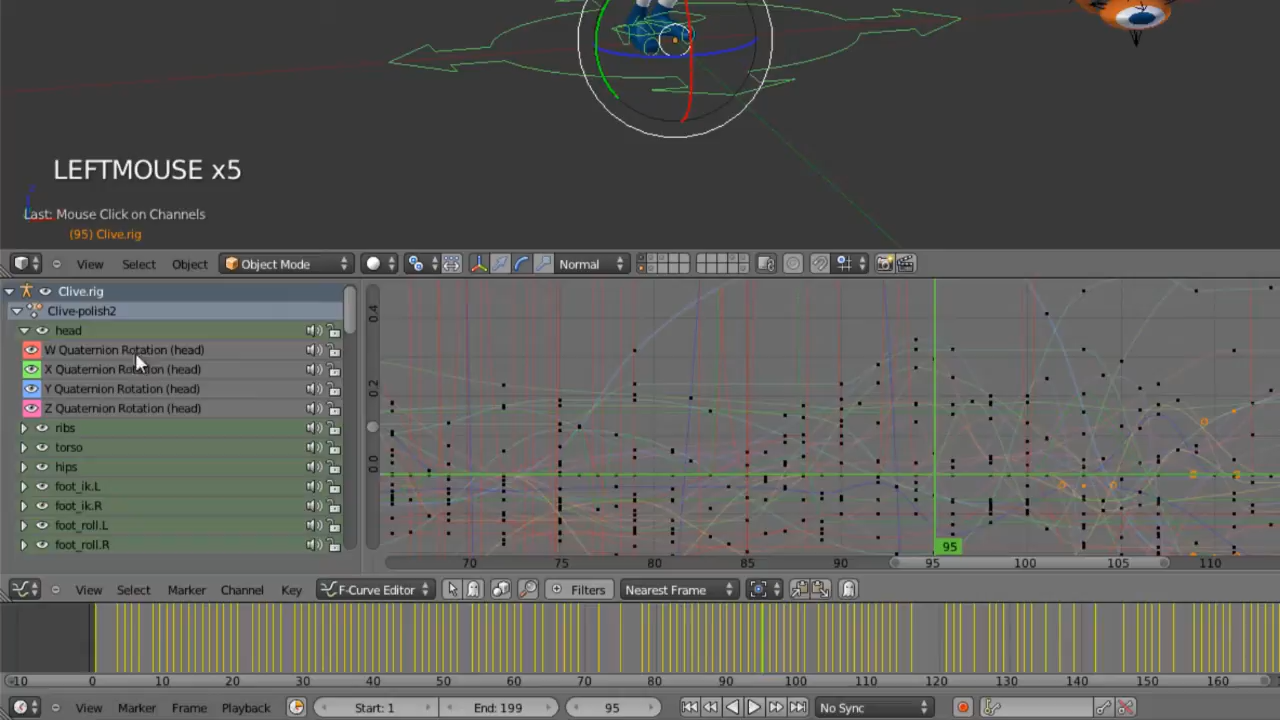 LEFTMOUSE x5
Last: Mouse Click on Channels
(95) Clive.rig
View Select Object Object Mode Normal
Clive.rig
Clive-polish2
head
W Quaternion Rotation (head)
X Quaternion Rotation (head)
Y Quaternion Rotation (head)
Z Quaternion Rotation (head)
ribs
torso
hips
foot_ik.L
foot_ik.R
foot_roll.L
foot_roll.R
0.4
0.2
0.0
95
70 75 80 85 90 95 100 105 110
View Select Marker Channel Key F-Curve Editor Filters Nearest Frame
-10 0 10 20 30 40 50 60 70 80 90 100 110 120 130 140 150 160
View Marker Frame Playback Start: 1 End: 199 95 No Sync